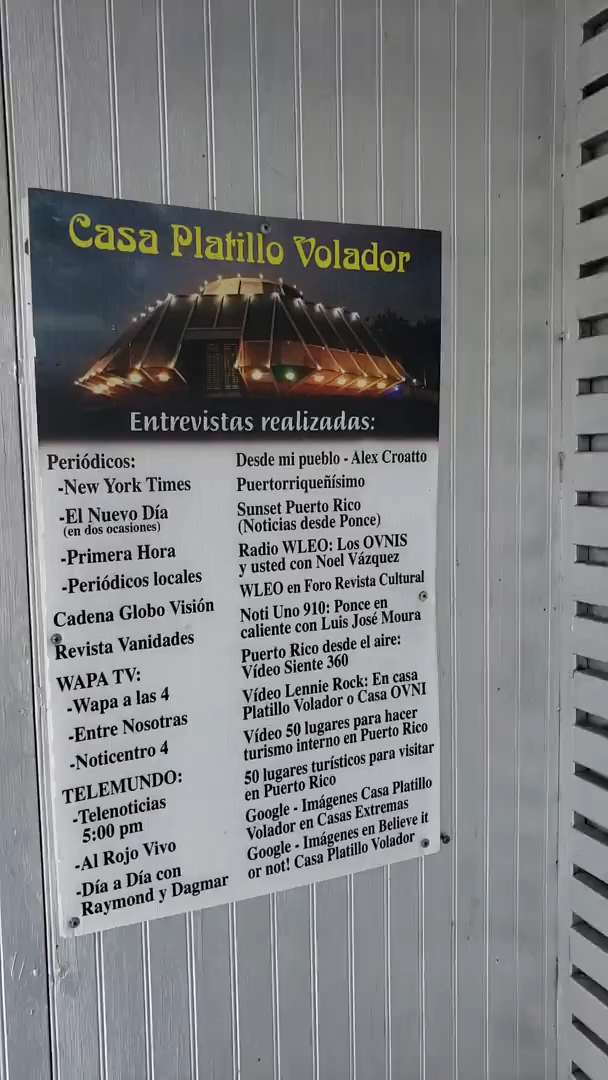 Casa Platillo Volador
Entrevistas realizadas:
Periódicos:
-New York Times
-El Nuevo Día
(en dos ocasiones)
-Primera Hora
-Periódicos locales
Cadena Globo Visión
Revista Vanidades
WAPA TV:
-Wapa a las 4
-Entre Nosotras
-Noticentro 4
TELEMUNDO:
-Telenoticias
5:00 pm
-Al Rojo Vivo
-Día a Día con
Raymond y Dagmar
Desde mi pueblo - Alex Croatto
Puertorriqueñísimo
Sunset Puerto Rico
(Noticias desde Ponce)
Radio WLEO: Los OVNIS
y usted con Noel Vázquez
WLEO en Foro Revista Cultural
Noti Uno 910: Ponce en
caliente con Luis José Moura
Puerto Rico desde el aire:
Vídeo Siente 360
Vídeo Lennie Rock: En casa
Platillo Volador o Casa OVNI
Vídeo 50 lugares para hacer
turismo interno en Puerto Rico
50 lugares turísticos para visitar
en Puerto Rico
Google - Imágenes Casa Platillo
Volador en Casas Extremas
Google - Imágenes en Believe it
or not! Casa Platillo Volador